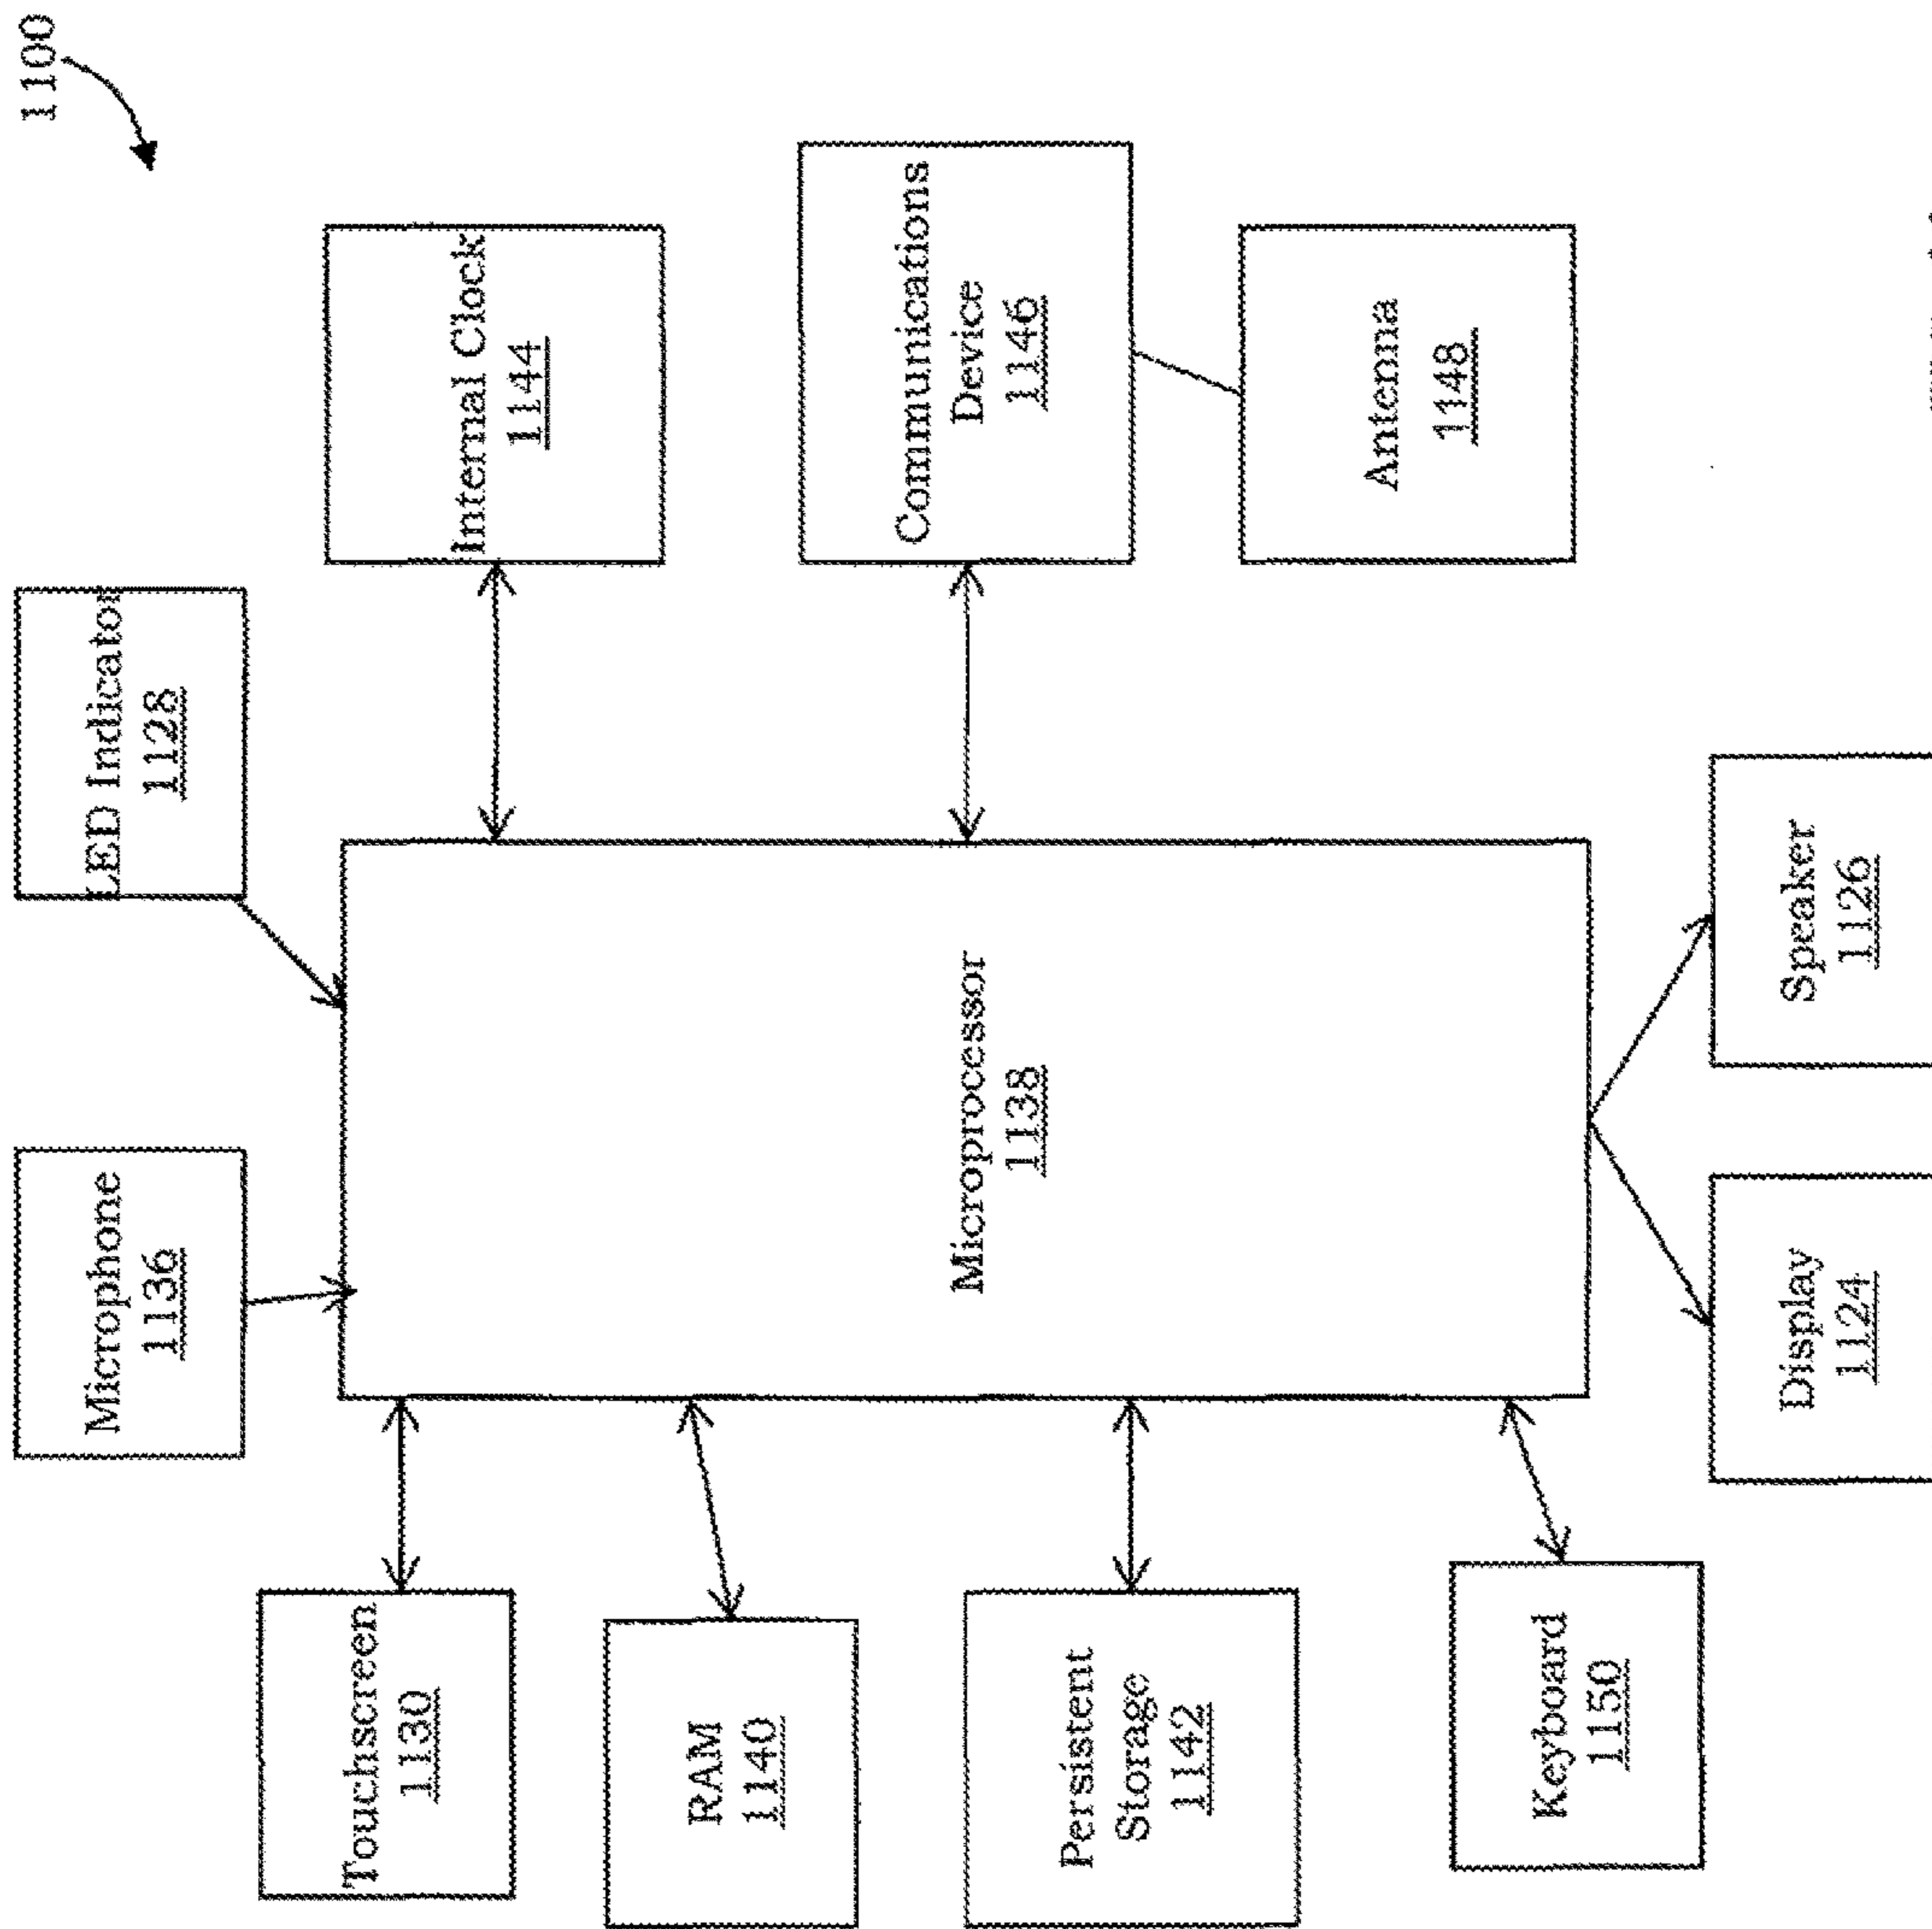 1100
Microphone
1136
LED Indicator
1128
Touchscreen
1130
Internal Clock
1144
RAM
1140
Microprocessor
1138
Communications
Device
1146
Persistent
Storage
1142
Antenna
1148
Keyboard
1150
Display
1124
Speaker
1126